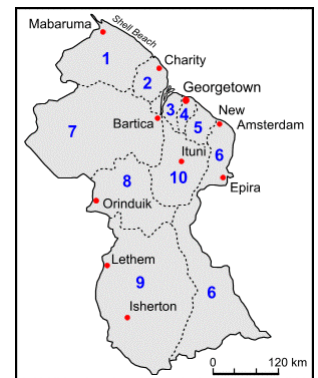 Mabaruma
Shell Beach
1
Charity
2
Georgetown
3
4
New
Amsterdam
5
7
Bartica
Ituni
6
8
10
Epira
Orinduik
Lethem
9
6
Isherton
0 120 km